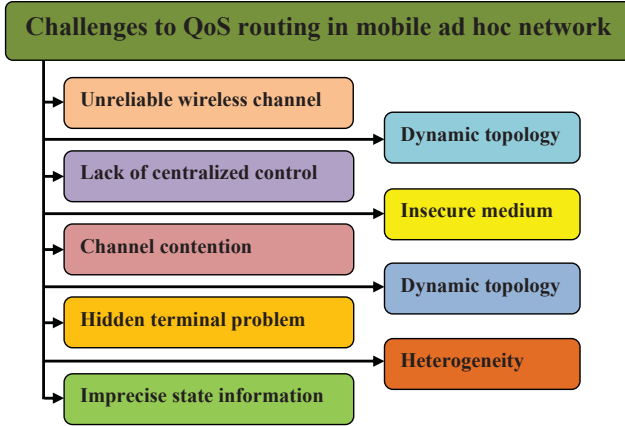 Challenges to QoS routing in mobile ad hoc network
Unreliable wireless channel
Dynamic topology
Lack of centralized control
Insecure medium
Channel contention
Dynamic topology
Hidden terminal problem
Heterogeneity
Imprecise state information